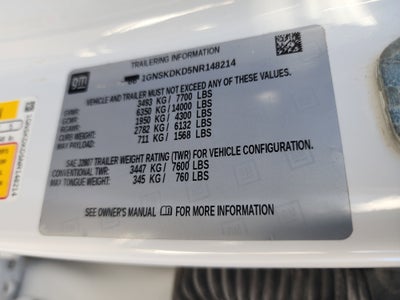 gm
TRAILERING INFORMATION
1GNSKDKD5NR148214
VEHICLE AND TRAILER MUST NOT EXCEED ANY OF THESE RATINGS.
GVWR: 3493 KG / 7700 LBS
GCWR: 6350 KG / 14000 LBS
RGAWR: 1950 KG / 4300 LBS
CURB WEIGHT: 2782 KG / 6132 LBS
MAX PAYLOAD: 711 KG / 1568 LBS
SAE J2807 TRAILER WEIGHT RATING (TWR) FOR VEHICLE CONFIGURATION.
CONVENTIONAL TWR: 3447 KG / 7600 LBS
MAX TONGUE WEIGHT: 345 KG / 760 LBS
SEE OWNER'S MANUAL FOR MORE INFORMATION
1GNSKDKD5NR148214